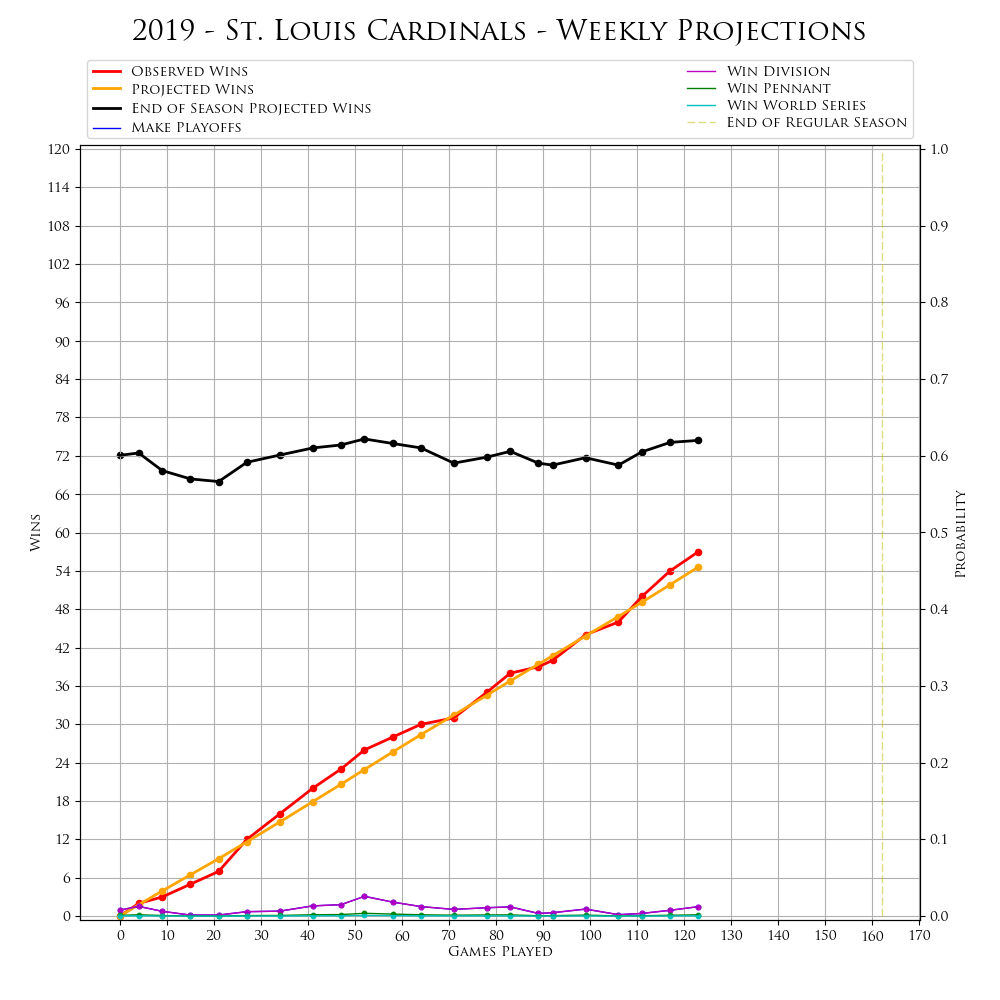 2019 - St. Louis Cardinals - Weekly Projections
Observed Wins
Projected Wins
End of Season Projected Wins
Make Playoffs
Win Division
Win Pennant
Win World Series
End of Regular Season
120
114
108
102
96
90
84
78
72
66
60
54
48
42
36
30
24
18
12
6
0
Wins
1.0
0.9
0.8
0.7
0.6
0.5
0.4
0.3
0.2
0.1
0.0
Probability
0 10 20 30 40 50 60 70 80 90 100 110 120 130 140 150 160 170
Games Played